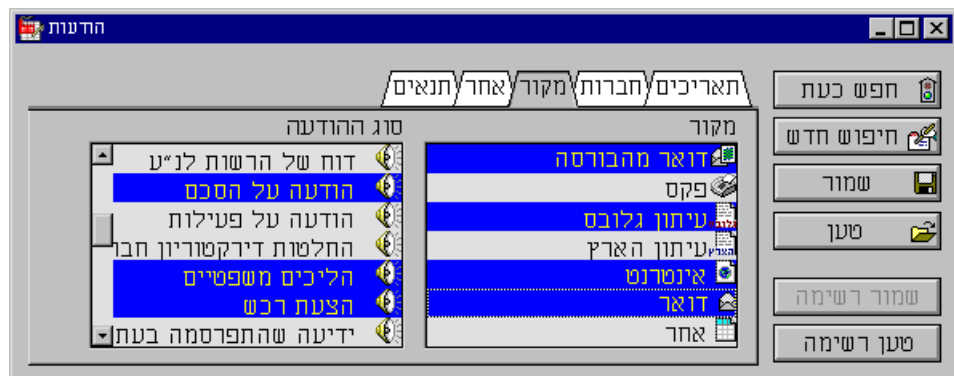 הודעות
תאריכים
חברות
מקור
אחר
תנאים
חפש כעת
חיפוש חדש
שמור
טען
שמור רשימה
טען רשימה
מקור
דואר מהבורסה
פקס
עיתון גלובס
עיתון הארץ
אינטרנט
דואר
אחר
סוג ההודעה
דוח של הרשות לנ״ע
הודעה על הסכם
הודעה על פעילות
החלטות דירקטוריון חבו
הליכים משפטיים
הצעת רכש
ידיעה שהתפרסמה בעת